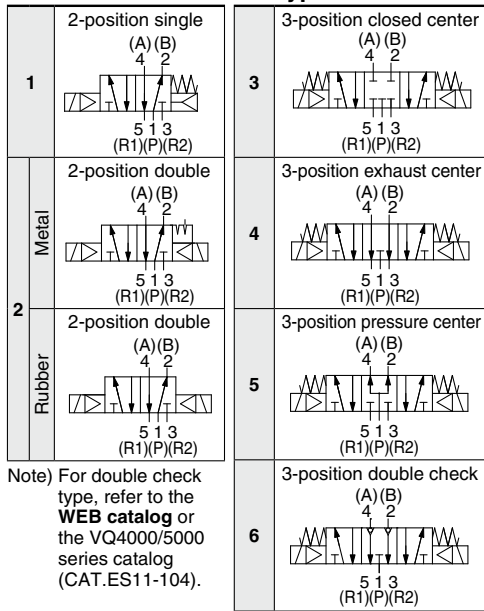 1
2-position single
(A) (B)
4 2
5 1 3
(R1)(P)(R2)
2
Metal
2-position double
(A) (B)
4 2
5 1 3
(R1)(P)(R2)
Rubber
2-position double
(A) (B)
4 2
5 1 3
(R1)(P)(R2)
Note) For double check
type, refer to the
WEB catalog or
the VQ4000/5000
series catalog
(CAT.ES11-104).
3
3-position closed center
(A) (B)
4 2
5 1 3
(R1)(P)(R2)
4
3-position exhaust center
(A) (B)
4 2
5 1 3
(R1)(P)(R2)
5
3-position pressure center
(A) (B)
4 2
5 1 3
(R1)(P)(R2)
6
3-position double check
(A) (B)
4 2
5 1 3
(R1)(P)(R2)